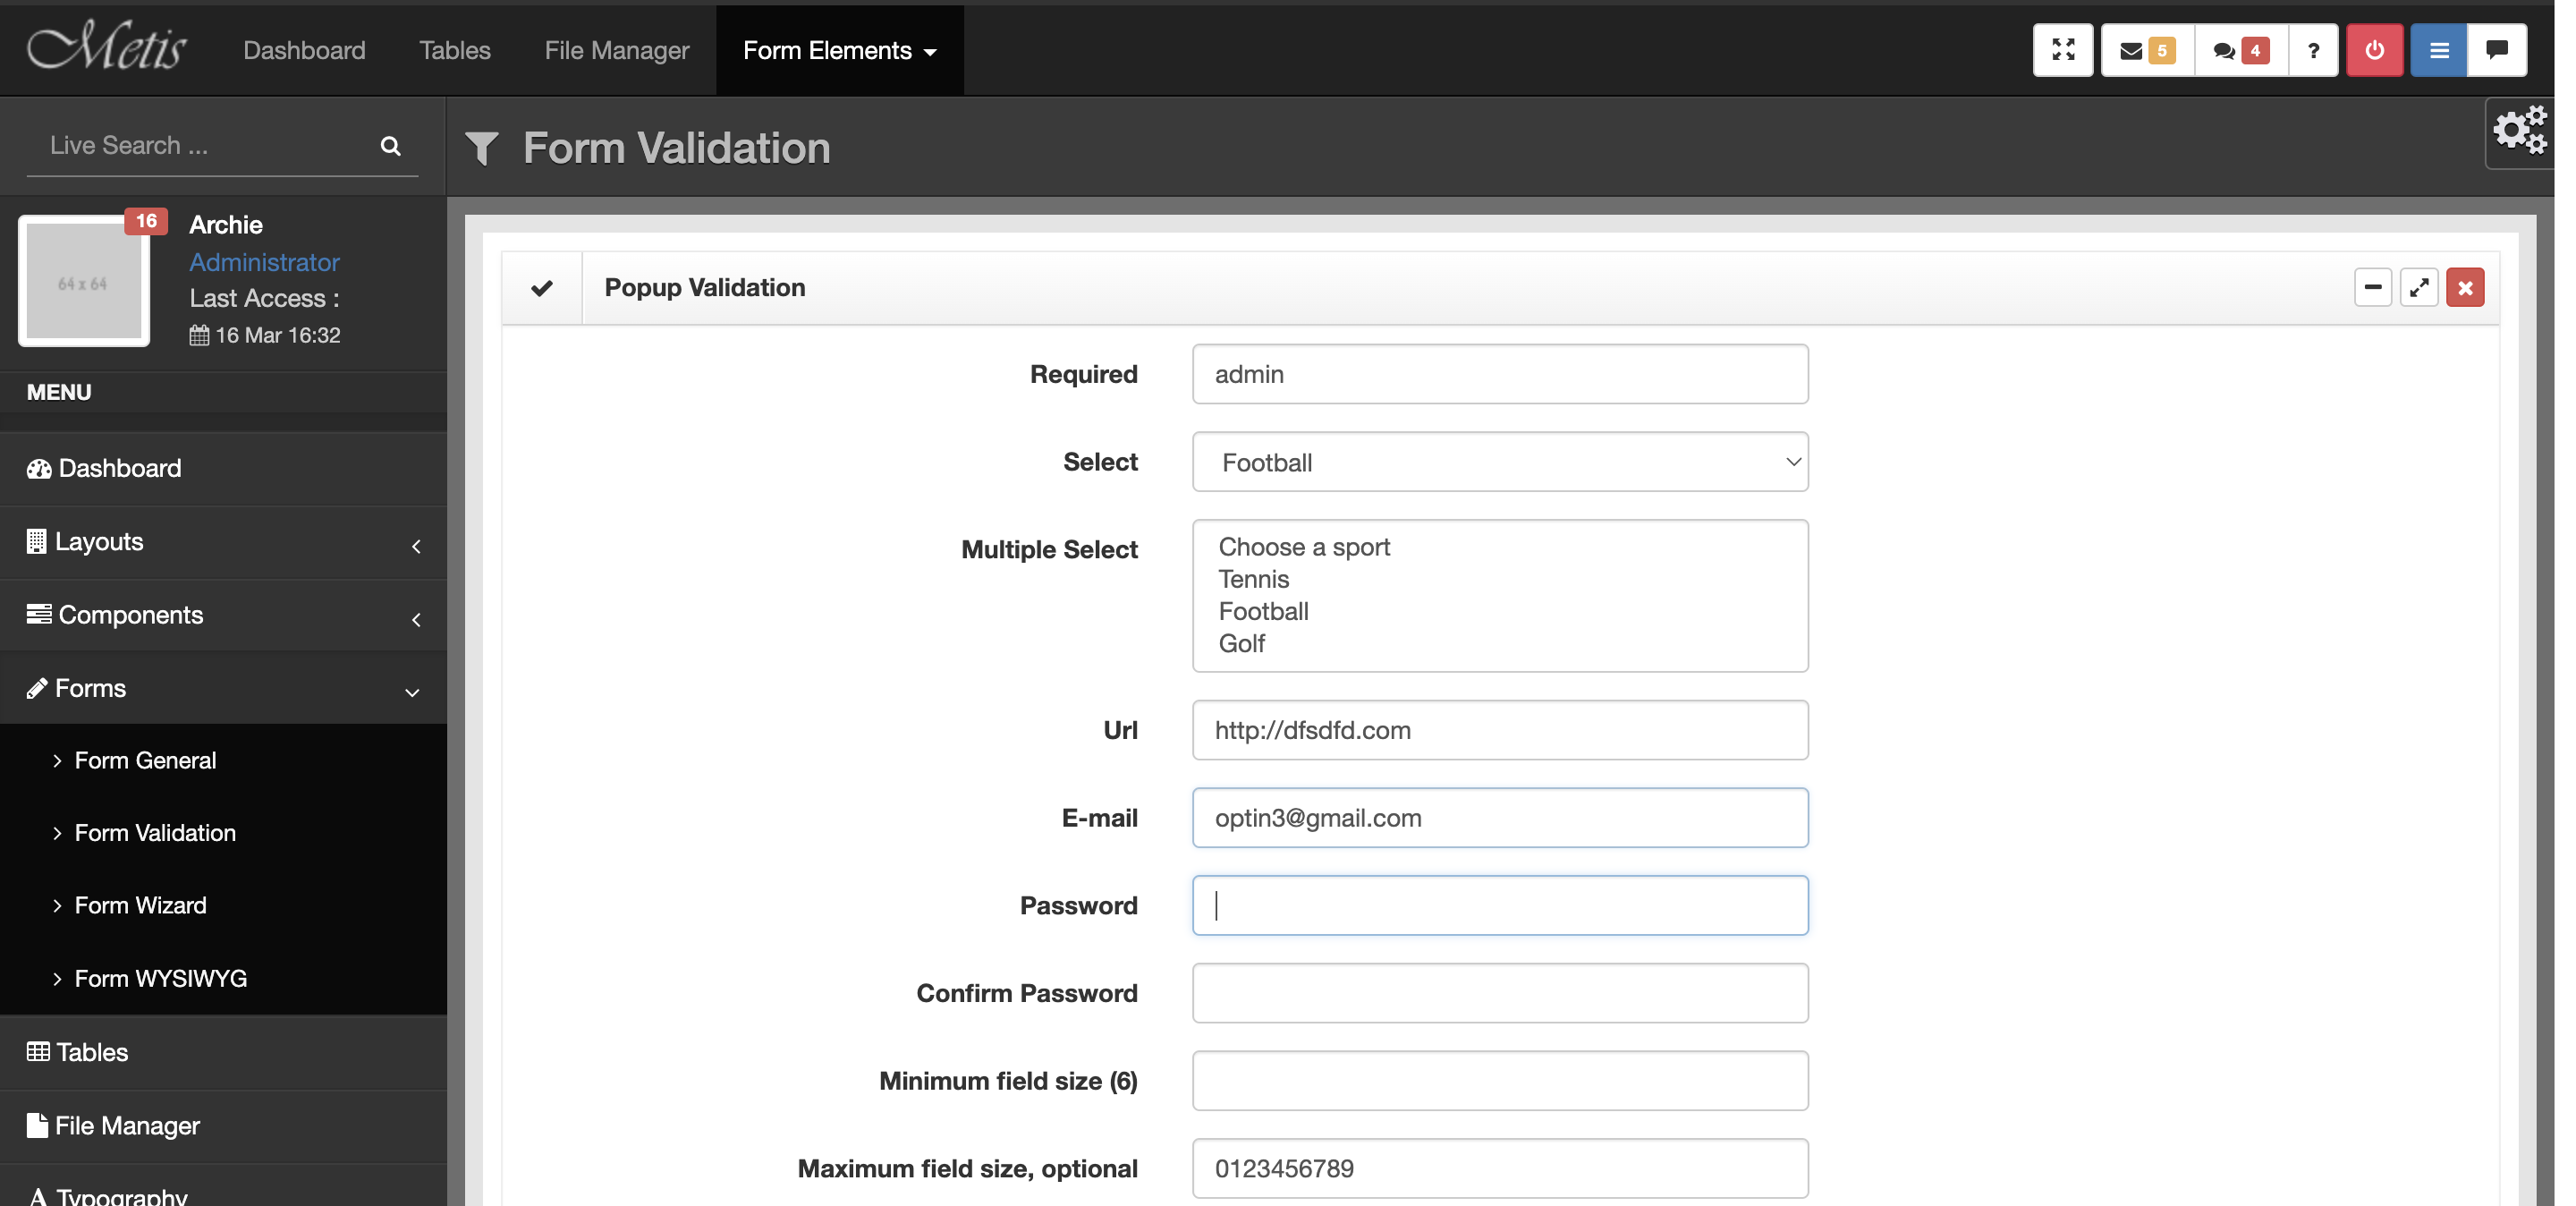 Metis
Dashboard
Tables
File Manager
Form Elements
5
4
?
Live Search ...
Form Validation
64 x 64
16
Archie
Administrator
Last Access :
16 Mar 16:32
MENU
Dashboard
Layouts
Components
Forms
Form General
Form Validation
Form Wizard
Form WYSIWYG
Tables
File Manager
Typography
Popup Validation
Required
admin
Select
Football
Multiple Select
Choose a sport
Tennis
Football
Golf
Url
http://dfsdfd.com
E-mail
optin3@gmail.com
Password
Confirm Password
Minimum field size (6)
Maximum field size, optional
0123456789